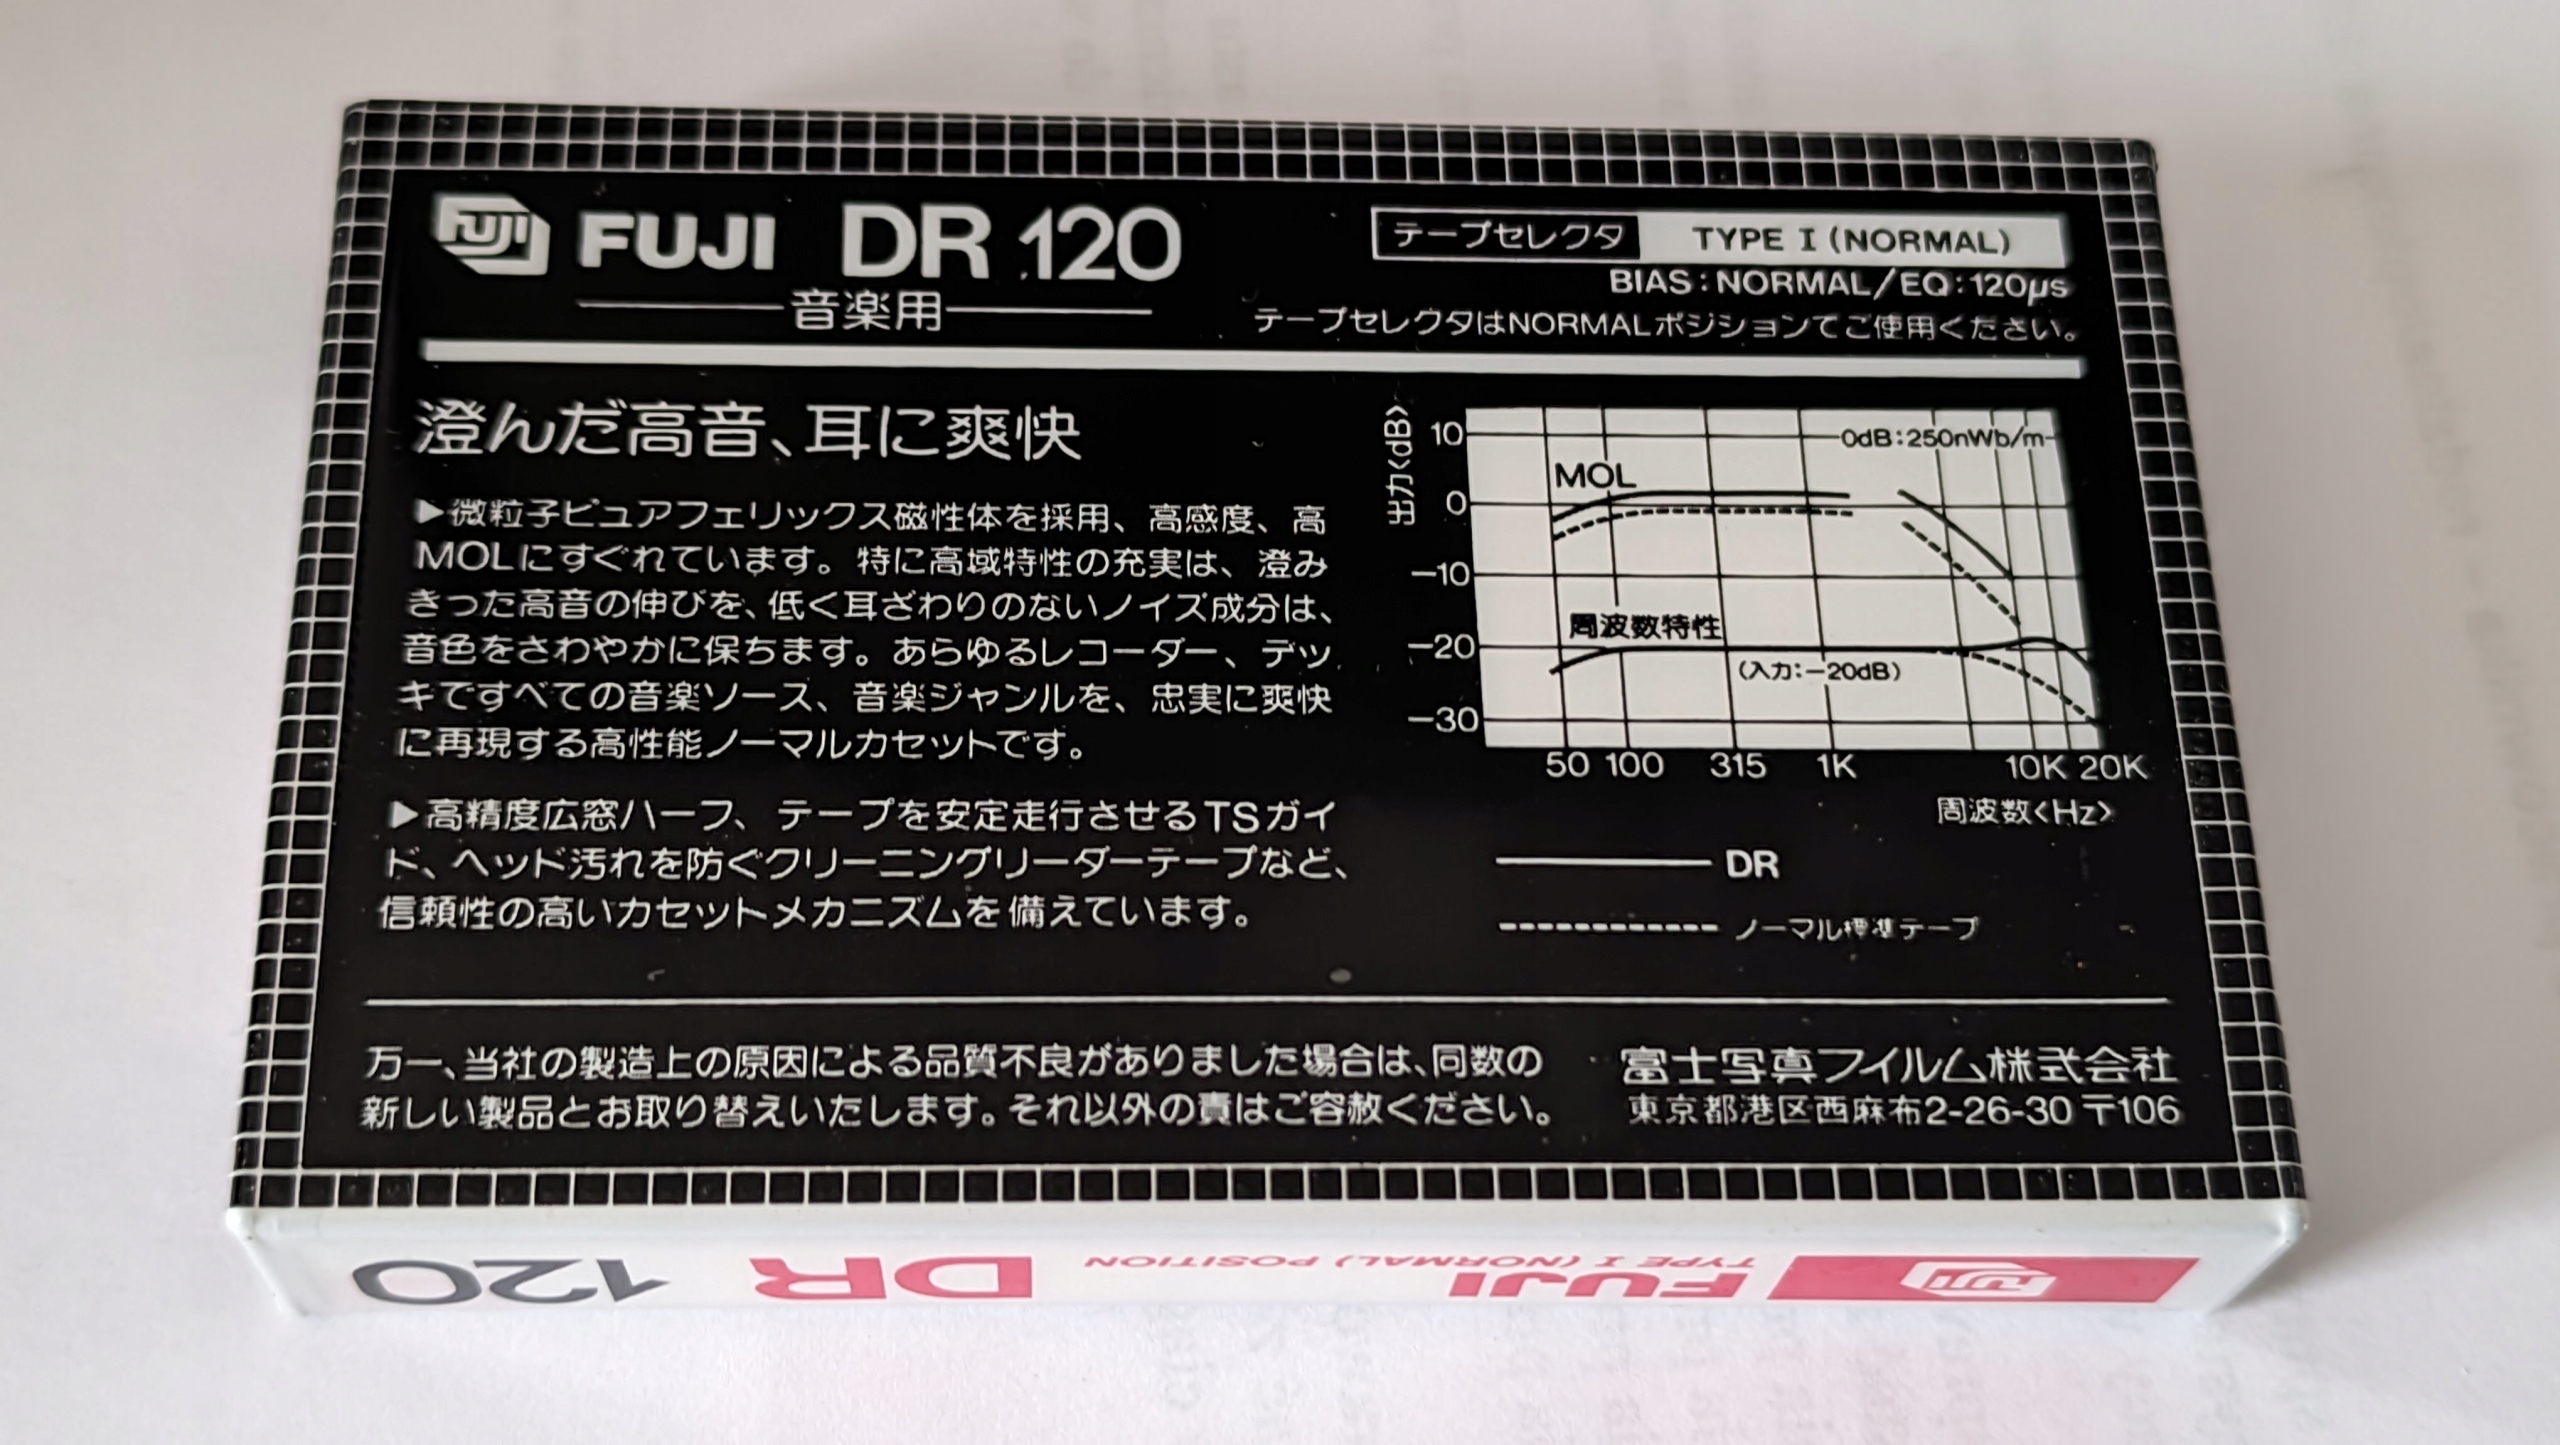 FUJI FUJI DR 120
音楽用
テープセレクタ TYPE I (NORMAL)
BIAS:NORMAL/EQ:120μs
テープセレクタはNORMALポジションでご使用ください。
澄んだ高音、耳に爽快
▶微粒子ピュアフェリックス磁性体を採用、高感度、高
MOLにすぐれています。特に高域特性の充実は、澄み
きった高音の伸びを、低く耳ざわりのないノイズ成分は、
音色をさわやかに保ちます。あらゆるレコーダー、デッ
キですべての音楽ソース、音楽ジャンルを、忠実に爽快
に再現する高性能ノーマルカセットです。
▶高精度広窓ハーフ、テープを安定走行させるTSガイ
ド、ヘッド汚れを防ぐクリーニングリーダーテープなど、
信頼性の高いカセットメカニズムを備えています。
出力<dB>
10
0
-10
-20
-30
0dB:250nWb/m
MOL
周波数特性
(入力:-20dB)
50 100 315 1K 10K 20K
周波数<Hz>
DR
ノーマル標準テープ
万一、当社の製造上の原因による品質不良がありました場合は、同数の
新しい製品とお取り替えいたします。それ以外の責はご容赦ください。
富士写真フイルム株式会社
東京都港区西麻布2-26-30 〒106
FUJI FUJI TYPE I (NORMAL) POSITION DR 120